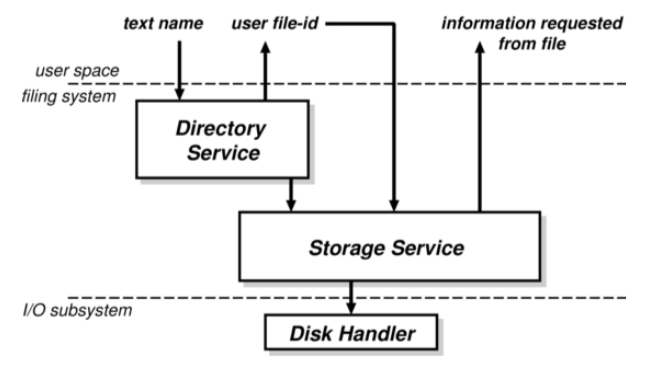 text name
user file-id
information requested
from file
user space
filing system
Directory
Service
Storage Service
I/O subsystem
Disk Handler